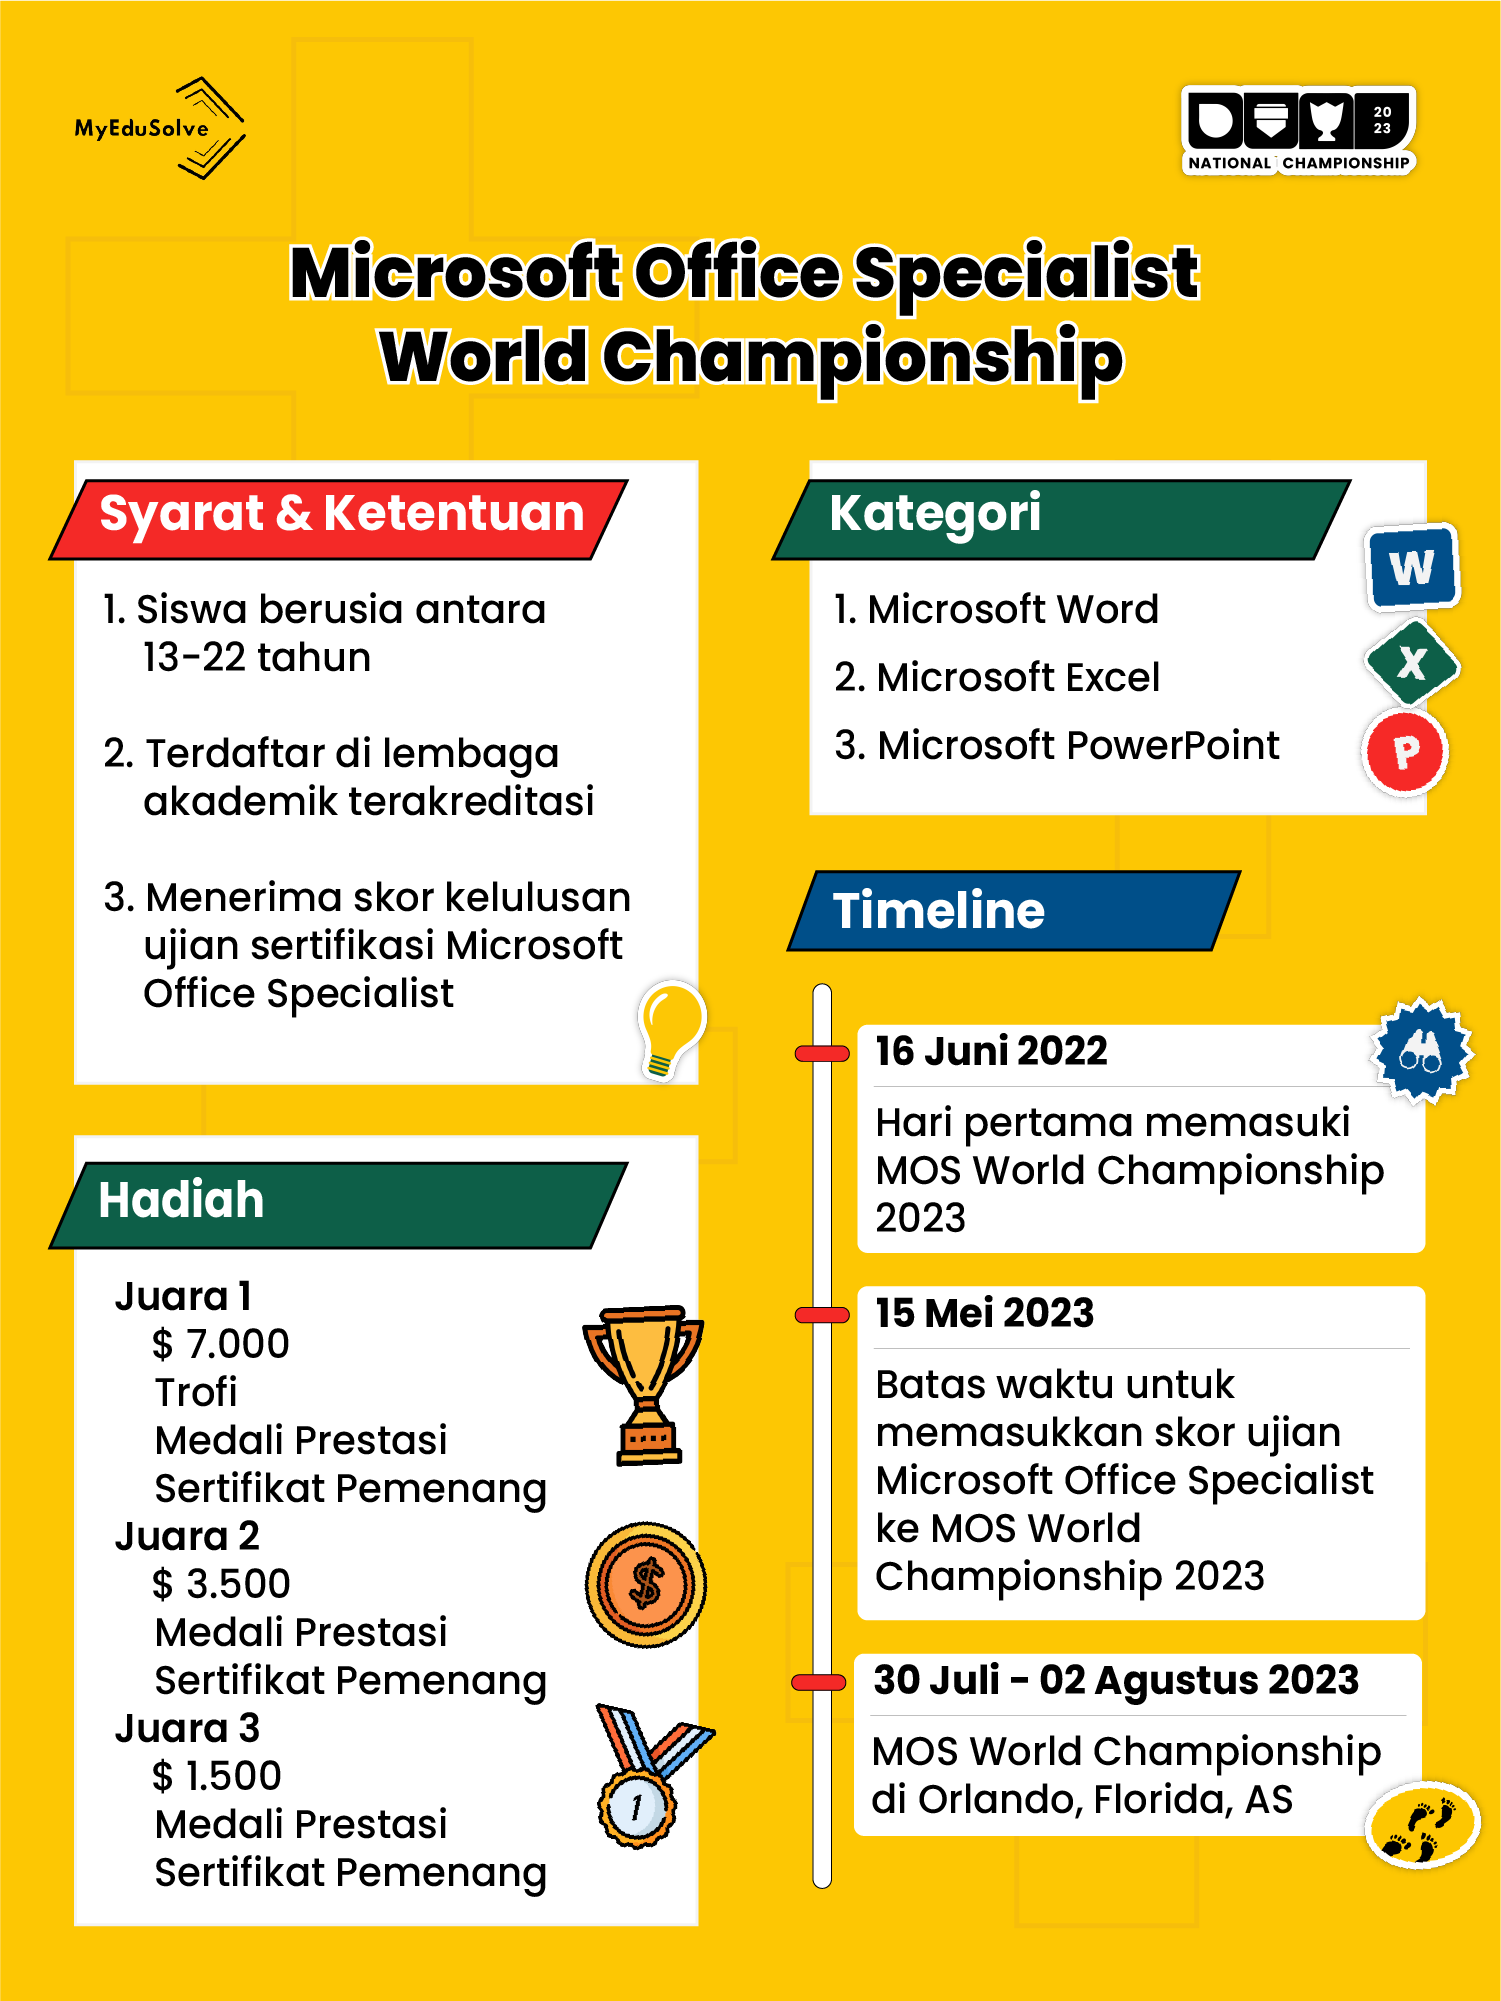 MyEduSolve
20
23
NATIONAL CHAMPIONSHIP
Microsoft Office Specialist
World Championship
Syarat & Ketentuan
1. Siswa berusia antara
13-22 tahun
2. Terdaftar di lembaga
akademik terakreditasi
3. Menerima skor kelulusan
ujian sertifikasi Microsoft
Office Specialist
Hadiah
Juara 1
$ 7.000
Trofi
Medali Prestasi
Sertifikat Pemenang
Juara 2
$ 3.500
Medali Prestasi
Sertifikat Pemenang
Juara 3
$ 1.500
Medali Prestasi
Sertifikat Pemenang
$
1
Kategori
1. Microsoft Word
2. Microsoft Excel
3. Microsoft PowerPoint
W
X
P
Timeline
16 Juni 2022
Hari pertama memasuki
MOS World Championship
2023
15 Mei 2023
Batas waktu untuk
memasukkan skor ujian
Microsoft Office Specialist
ke MOS World
Championship 2023
30 Juli - 02 Agustus 2023
MOS World Championship
di Orlando, Florida, AS